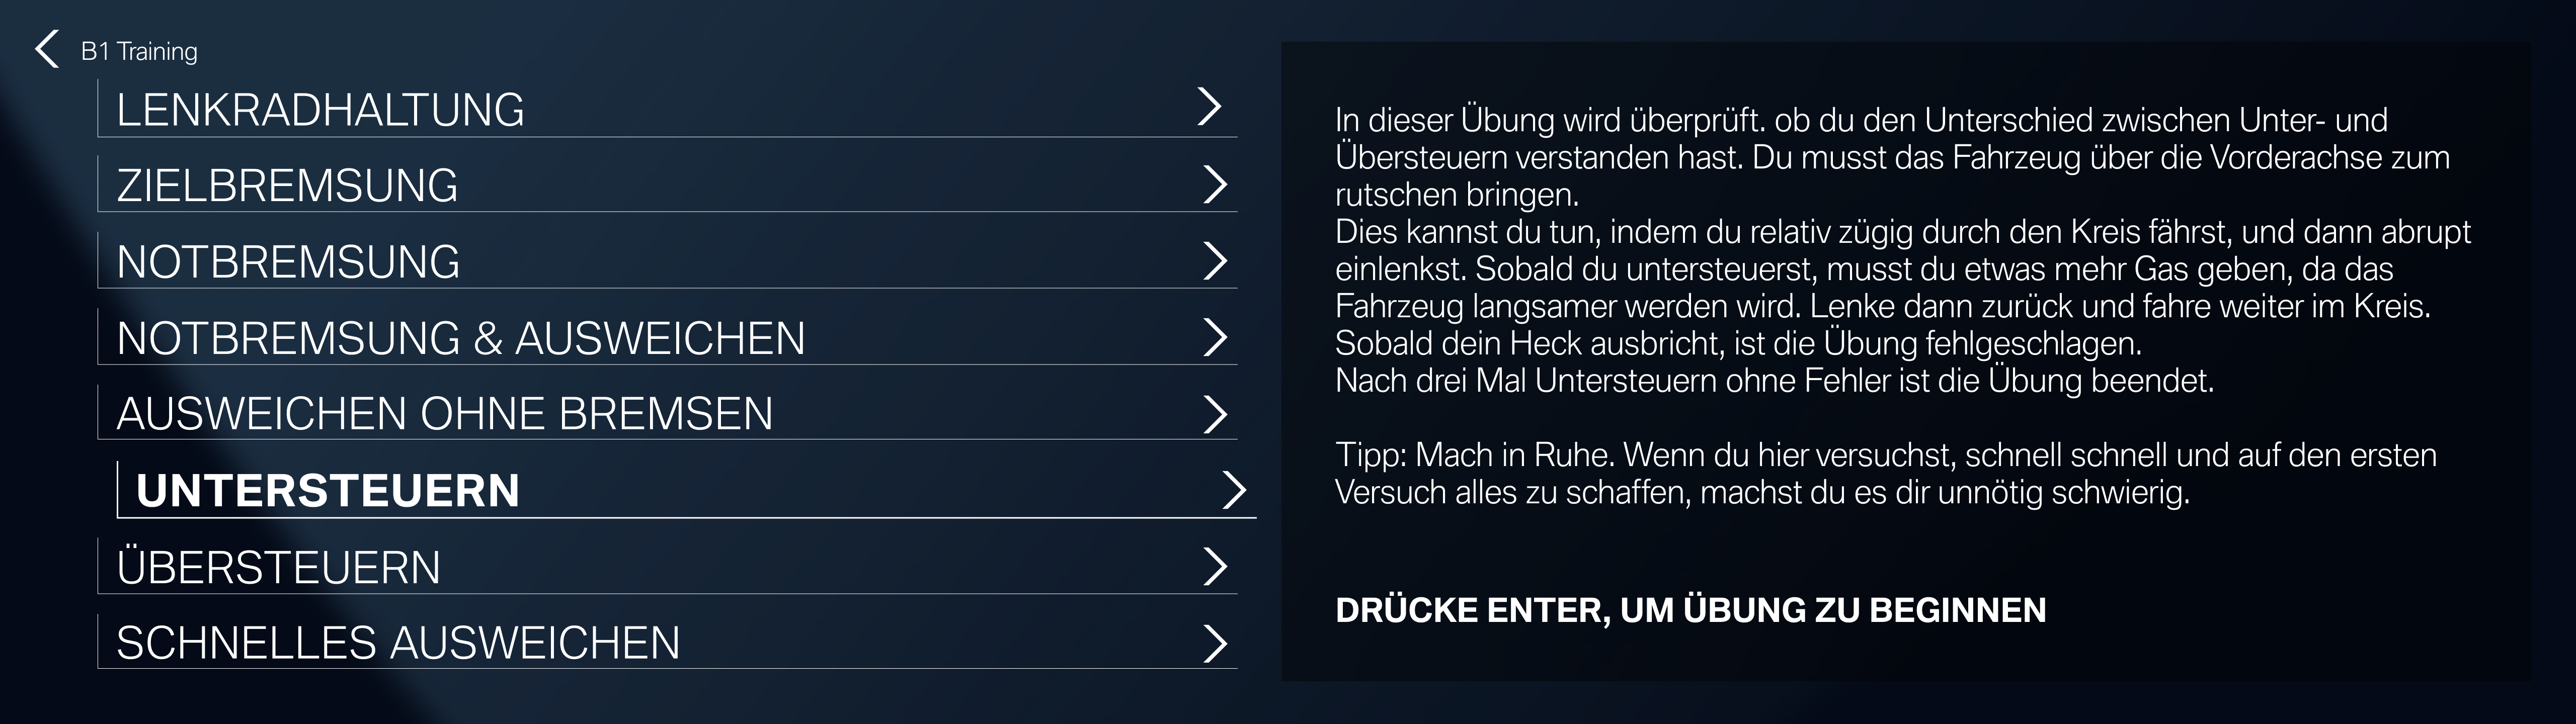 B1 Training
LENKRADHALTUNG
ZIELBREMSUNG
NOTBREMSUNG
NOTBREMSUNG & AUSWEICHEN
AUSWEICHEN OHNE BREMSEN
UNTERSTEUERN
ÜBERSTEUERN
SCHNELLES AUSWEICHEN
In dieser Übung wird überprüft. ob du den Unterschied zwischen Unter- und
Übersteuern verstanden hast. Du musst das Fahrzeug über die Vorderachse zum
rutschen bringen.
Dies kannst du tun, indem du relativ zügig durch den Kreis fährst, und dann abrupt
einlenkst. Sobald du untersteuerst, musst du etwas mehr Gas geben, da das
Fahrzeug langsamer werden wird. Lenke dann zurück und fahre weiter im Kreis.
Sobald dein Heck ausbricht, ist die Übung fehlgeschlagen.
Nach drei Mal Untersteuern ohne Fehler ist die Übung beendet.
Tipp: Mach in Ruhe. Wenn du hier versuchst, schnell schnell und auf den ersten
Versuch alles zu schaffen, machst du es dir unnötig schwierig.
DRÜCKE ENTER, UM ÜBUNG ZU BEGINNEN